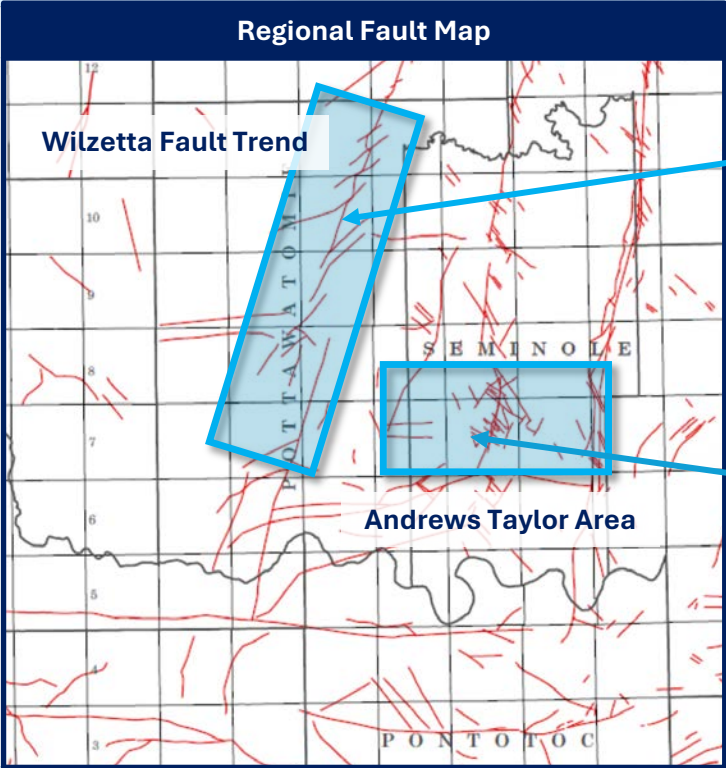 Regional Fault Map
12
Wilzetta Fault Trend
10
9
SEMINOLE
8
POTTAWATOMI
7
Andrews Taylor Area
6
5
4
3
PONTOTOC